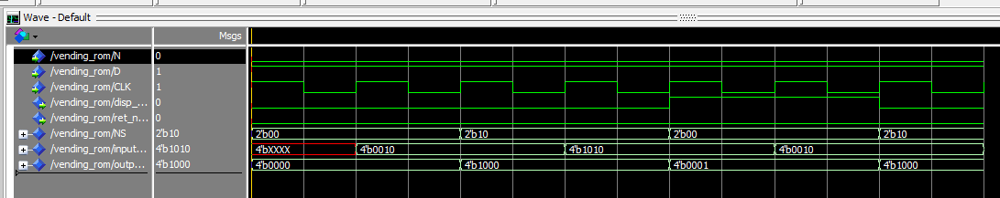 Wave - Default
Msgs
/vending_rom/N 0
/vending_rom/D 1
/vending_rom/CLK 1
/vending_rom/disp_... 0
/vending_rom/ret_n... 0
/vending_rom/NS 2'b10 2'b00 2'b10 2'b00 2'b10
/vending_rom/input... 4'b1010 4'bXXXX 4'b0010 4'b1010 4'b0010
/vending_rom/outp... 4'b1000 4'b0000 4'b1000 4'b0001 4'b1000